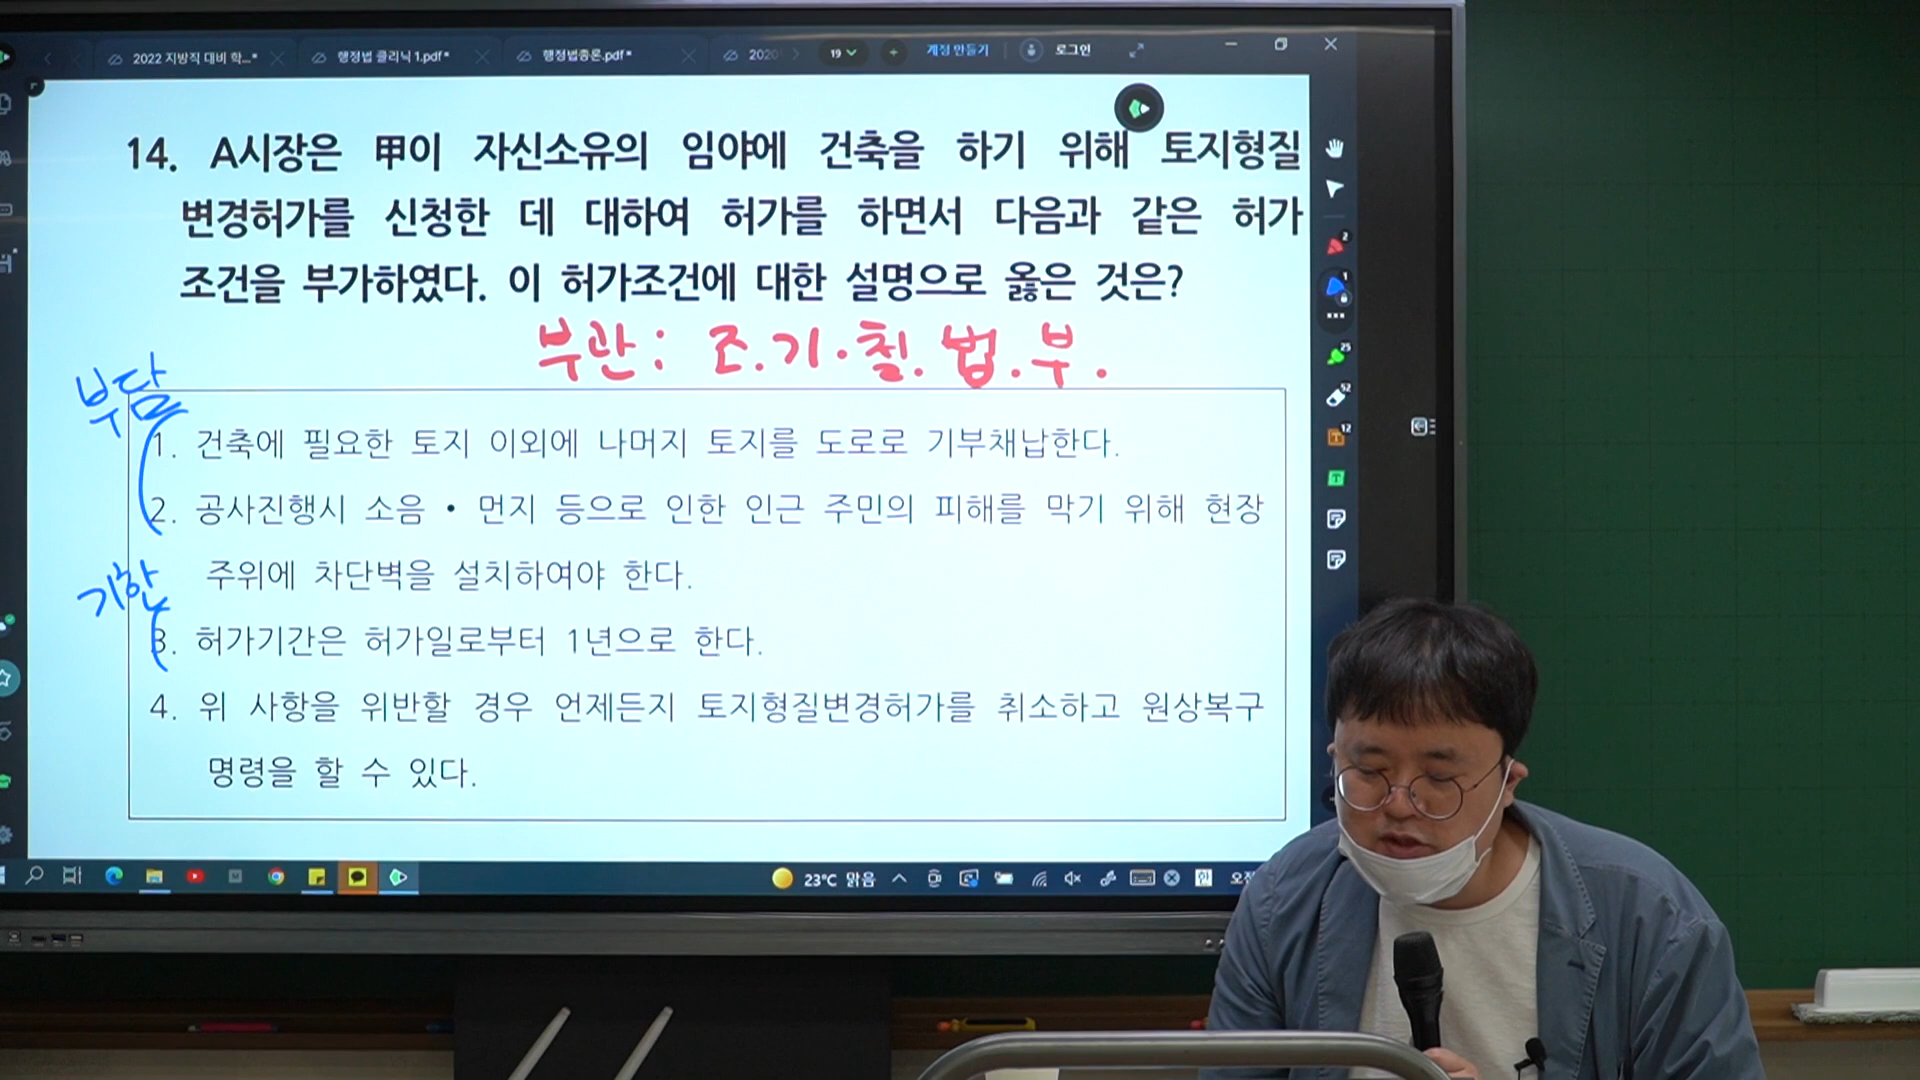 2022 지방직 대비 학...*
행정법 클리닉 1.pdf*
행정법총론.pdf*
2020
19
계정 만들기
로그인
14. A시장은 甲이 자신소유의 임야에 건축을 하기 위해 토지형질
변경허가를 신청한 데 대하여 허가를 하면서 다음과 같은 허가
조건을 부가하였다. 이 허가조건에 대한 설명으로 옳은 것은?
부관: 조.기.칠.법.부.
부담
1. 건축에 필요한 토지 이외에 나머지 토지를 도로로 기부채납한다.
2. 공사진행시 소음 • 먼지 등으로 인한 인근 주민의 피해를 막기 위해 현장
주위에 차단벽을 설치하여야 한다.
기한
3. 허가기간은 허가일로부터 1년으로 한다.
4. 위 사항을 위반할 경우 언제든지 토지형질변경허가를 취소하고 원상복구
명령을 할 수 있다.
2
1
25
52
12
23°C 맑음